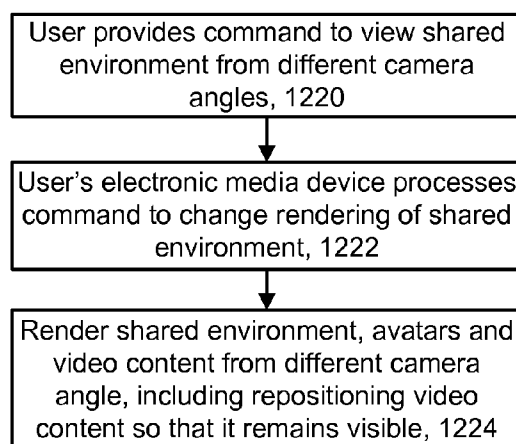 User provides command to view shared
environment from different camera
angles, 1220
User's electronic media device processes
command to change rendering of shared
environment, 1222
Render shared environment, avatars and
video content from different camera
angle, including repositioning video
content so that it remains visible, 1224